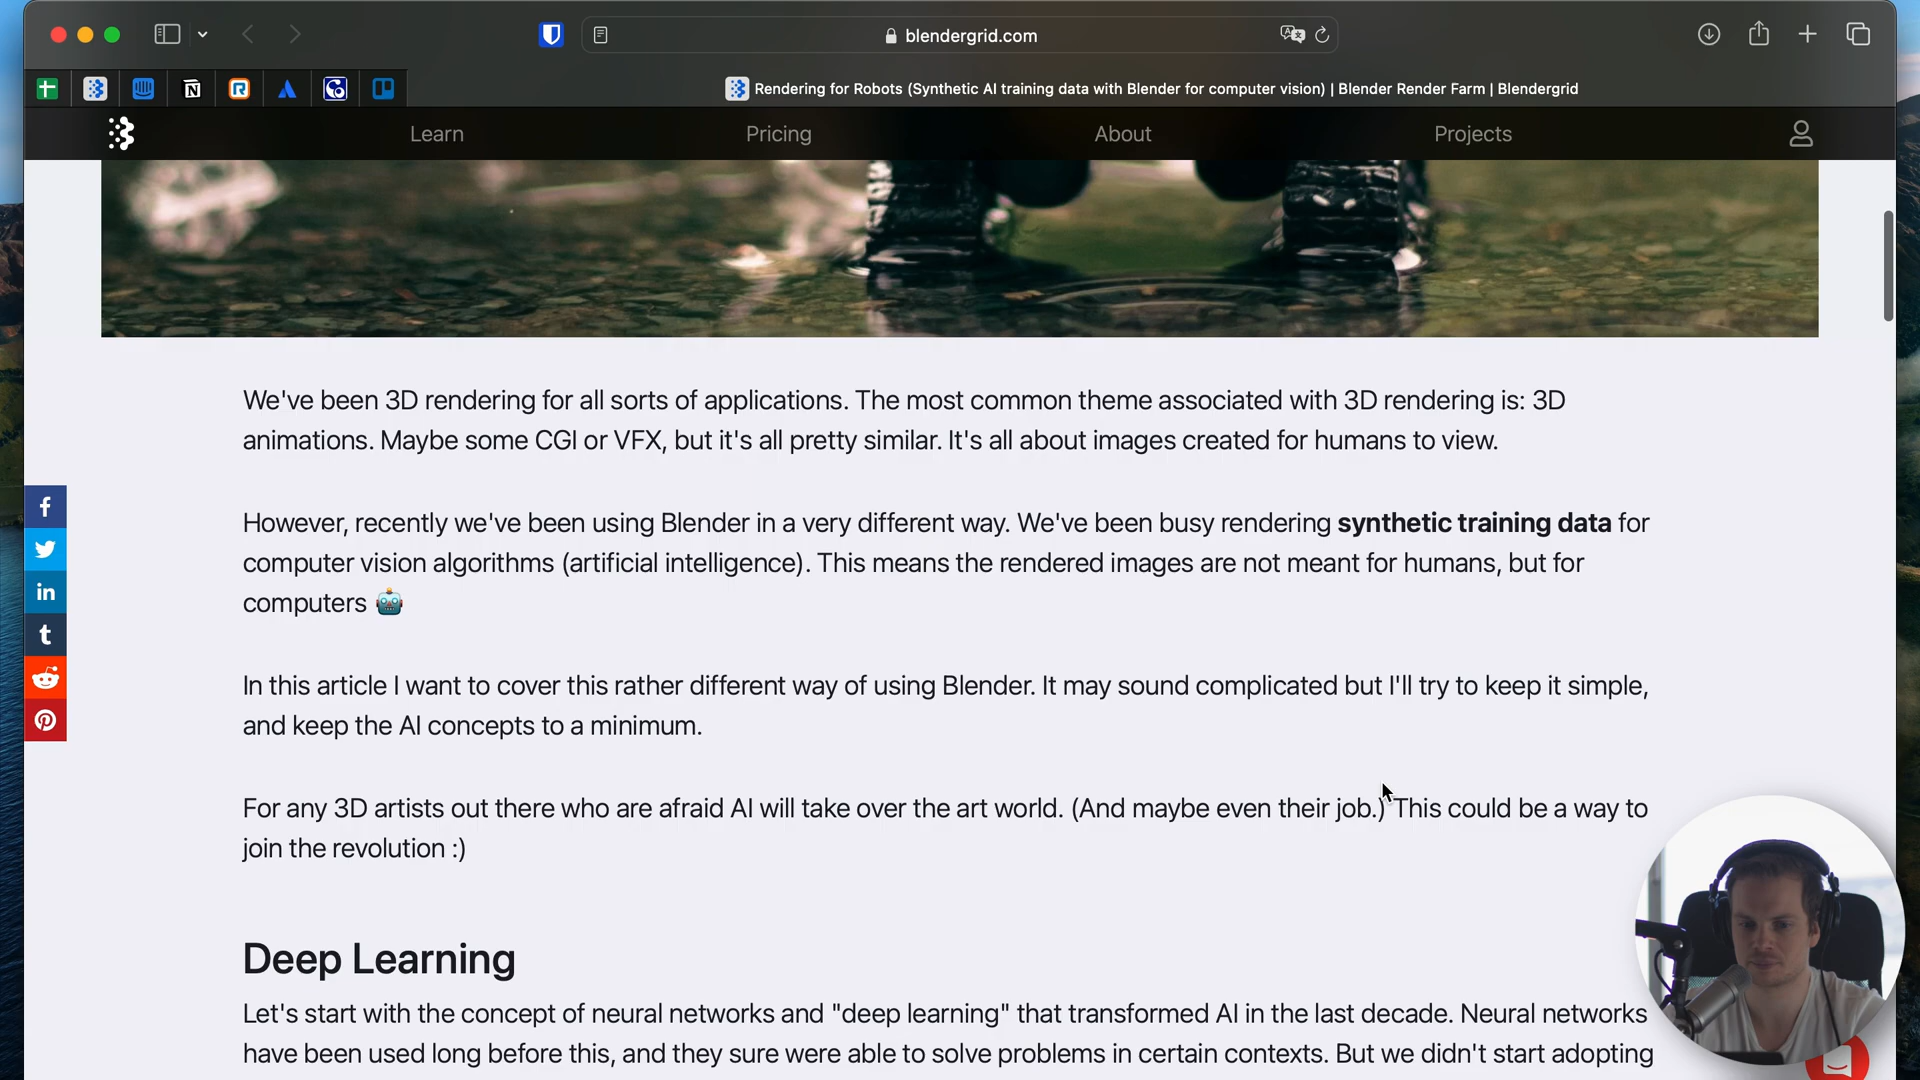 blendergrid.com
Rendering for Robots (Synthetic AI training data with Blender for computer vision) | Blender Render Farm | Blendergrid
Learn
Pricing
About
Projects
We've been 3D rendering for all sorts of applications. The most common theme associated with 3D rendering is: 3D
animations. Maybe some CGI or VFX, but it's all pretty similar. It's all about images created for humans to view.
However, recently we've been using Blender in a very different way. We've been busy rendering synthetic training data for
computer vision algorithms (artificial intelligence). This means the rendered images are not meant for humans, but for
computers 🤖
In this article I want to cover this rather different way of using Blender. It may sound complicated but I'll try to keep it simple,
and keep the AI concepts to a minimum.
For any 3D artists out there who are afraid AI will take over the art world. (And maybe even their job.) This could be a way to
join the revolution :)
Deep Learning
Let's start with the concept of neural networks and "deep learning" that transformed AI in the last decade. Neural networks
have been used long before this, and they sure were able to solve problems in certain contexts. But we didn't start adopting